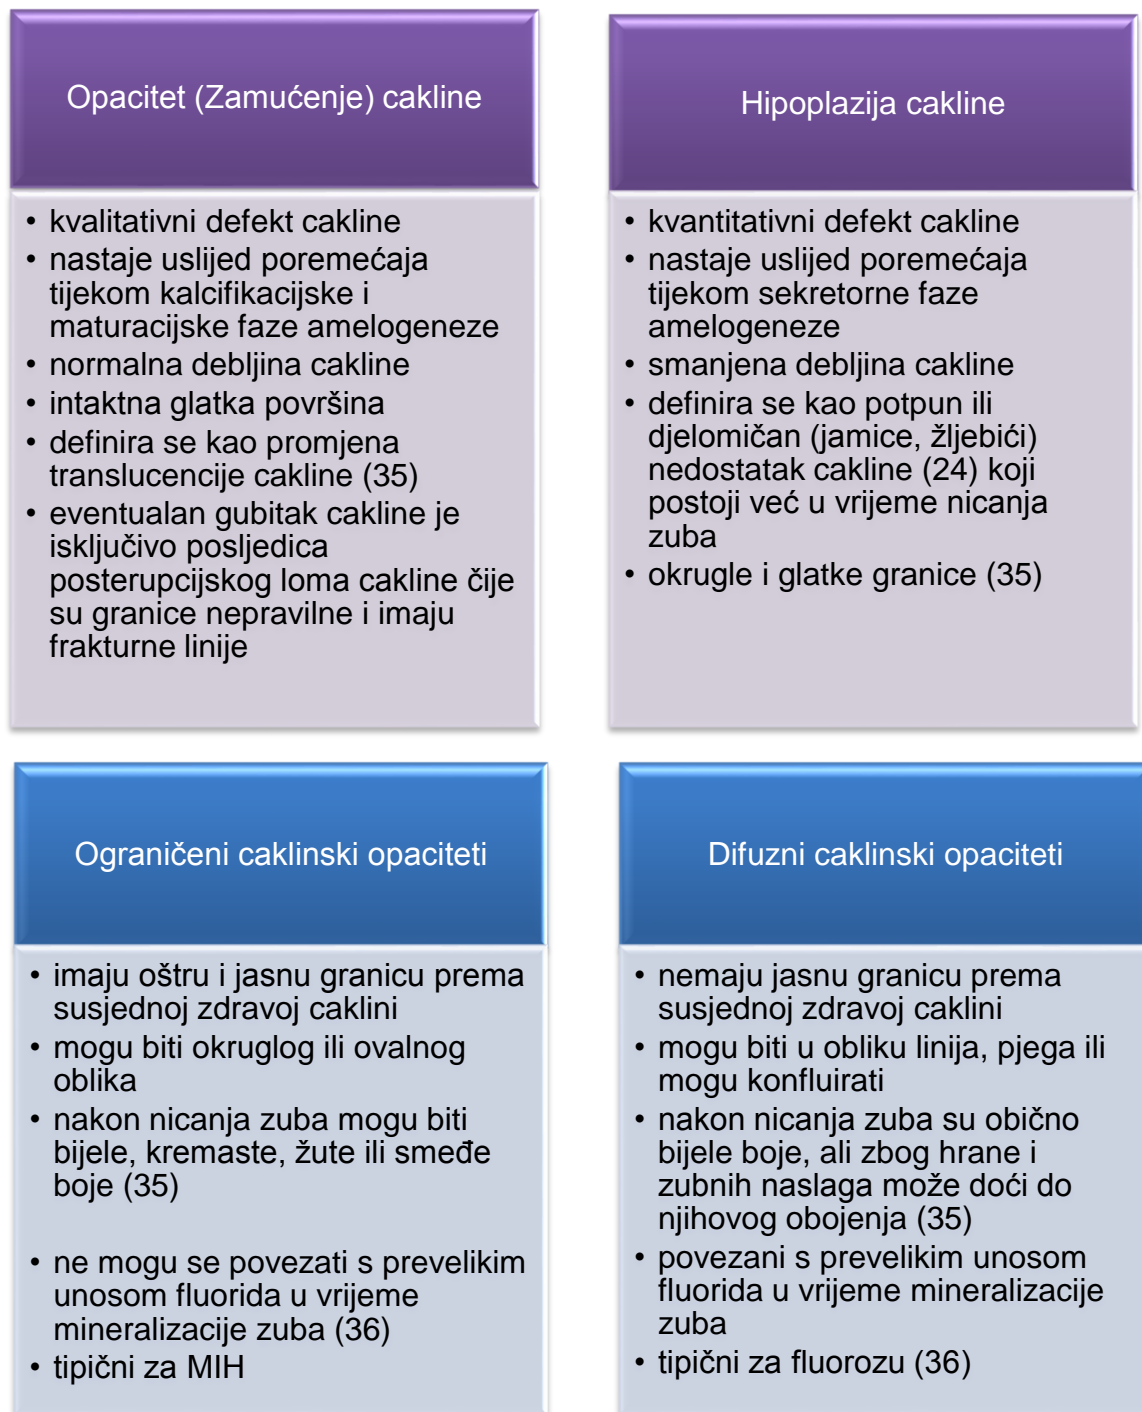 Opacitet (Zamućenje) cakline
• kvalitativni defekt cakline
• nastaje uslijed poremećaja
tijekom kalcifikacijske i
maturacijske faze amelogeneze
• normalna debljina cakline
• intaktna glatka površina
• definira se kao promjena
translucencije cakline (35)
• eventualan gubitak cakline je
isključivo posljedica
posterupcijskog loma cakline čije
su granice nepravilne i imaju
frakturne linije
Hipoplazija cakline
• kvantitativni defekt cakline
• nastaje uslijed poremećaja
tijekom sekretorne faze
amelogeneze
• smanjena debljina cakline
• definira se kao potpun ili
djelomičan (jamice, žljebići)
nedostatak cakline (24) koji
postoji već u vrijeme nicanja
zuba
• okrugle i glatke granice (35)
Ograničeni caklinski opaciteti
• imaju oštru i jasnu granicu prema
susjednoj zdravoj caklini
• mogu biti okruglog ili ovalnog
oblika
• nakon nicanja zuba mogu biti
bijele, kremaste, žute ili smeđe
boje (35)
• ne mogu se povezati s prevelikim
unosom fluorida u vrijeme
mineralizacije zuba (36)
• tipični za MIH
Difuzni caklinski opaciteti
• nemaju jasnu granicu prema
susjednoj zdravoj caklini
• mogu biti u obliku linija, pjega ili
mogu konfluirati
• nakon nicanja zuba su obično
bijele boje, ali zbog hrane i
zubnih naslaga može doći do
njihovog obojenja (35)
• povezani s prevelikim unosom
fluorida u vrijeme mineralizacije
zuba
• tipični za fluorozu (36)